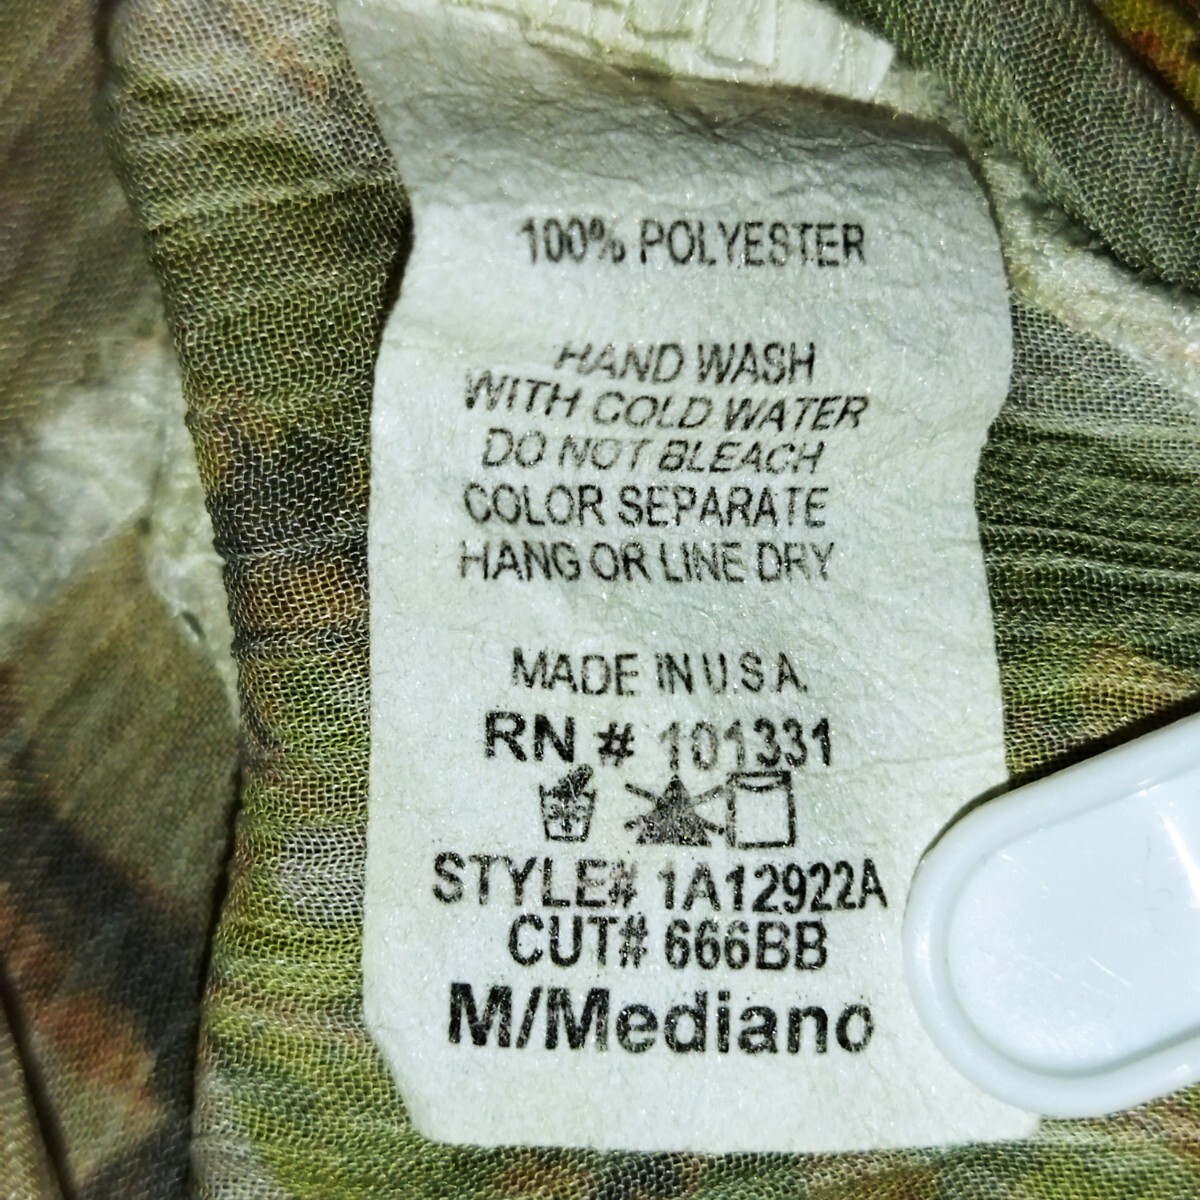 100% POLYESTER
HAND WASH
WITH COLD WATER
DO NOT BLEACH
COLOR SEPARATE
HANG OR LINE DRY
MADE IN U.S.A.
RN # 101331
STYLE# 1A12922A
CUT# 666BB
M/Mediano